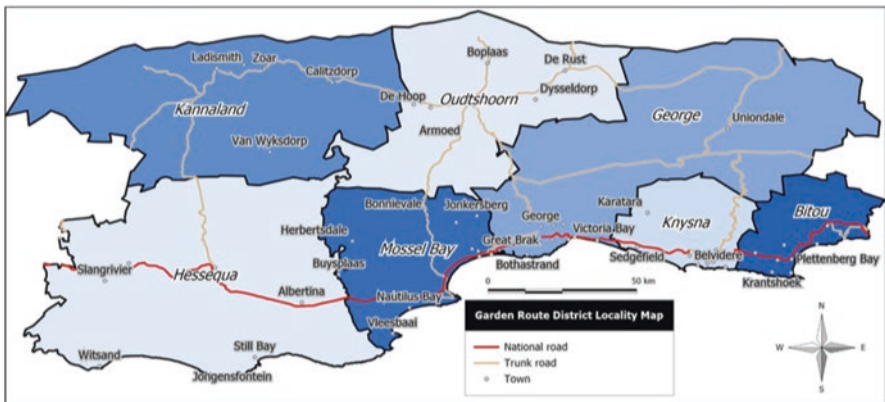 Boplaas
Ladismith
Zoar
De Rust
Calitzdorp
De Hoop
Dysseldorp
Oudtshoorn
Kannaland
George
Uniondale
Armoed
Van Wyksdorp
Bonnievale
Jonkersberg
Karatara
Bitou
Herbertsdale
George
Victoria Bay
Knysna
Mossel Bay
Great Brak
Bothastrand
Sedgefield
Belvidere
Plettenberg Bay
Slangrivier
Hessequa
Buysplaas
Krantshoek
Albertina
Nautilus Bay
0
50 km
Vleesbaai
Garden Route District Locality Map
National road
Trunk road
Town
Witsand
Still Bay
Jongensfontein
N
W
E
S